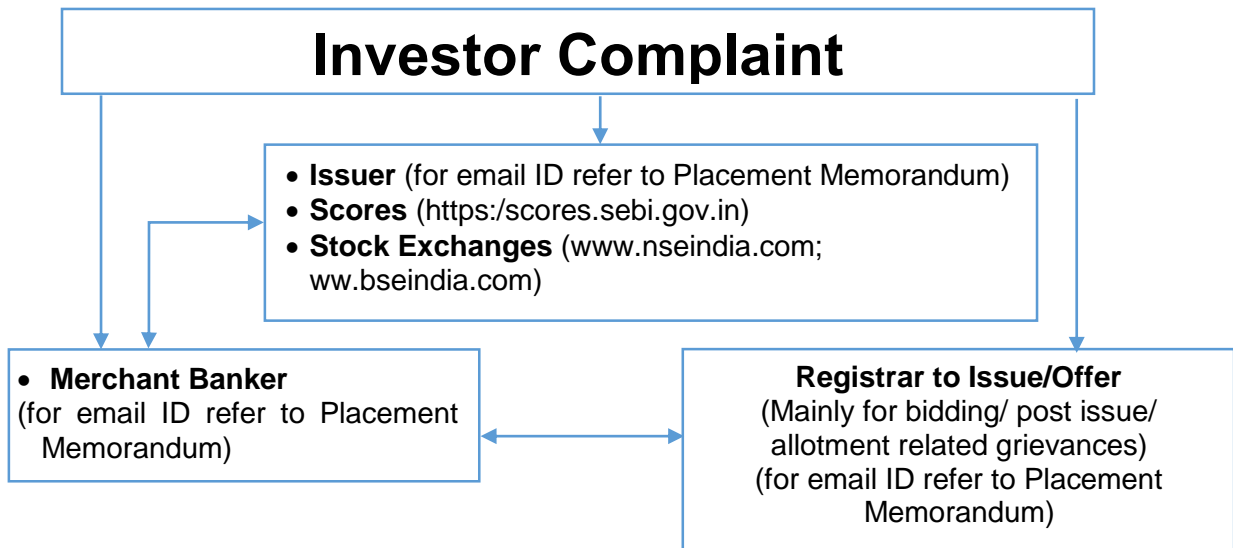 Investor Complaint
• Issuer (for email ID refer to Placement Memorandum)
• Scores (https:/scores.sebi.gov.in)
• Stock Exchanges (www.nseindia.com;
ww.bseindia.com)
• Merchant Banker
(for email ID refer to Placement
Memorandum)
Registrar to Issue/Offer
(Mainly for bidding/ post issue/
allotment related grievances)
(for email ID refer to Placement
Memorandum)